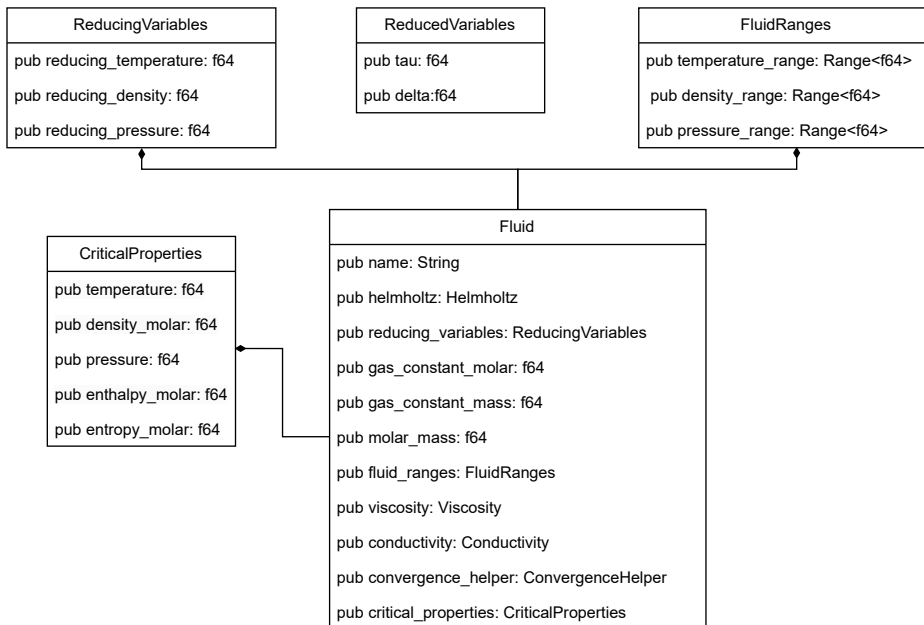 ReducingVariables
pub reducing_temperature: f64
pub reducing_density: f64
pub reducing_pressure: f64
ReducedVariables
pub tau: f64
pub delta:f64
FluidRanges
pub temperature_range: Range<f64>
pub density_range: Range<f64>
pub pressure_range: Range<f64>
CriticalProperties
pub temperature: f64
pub density_molar: f64
pub pressure: f64
pub enthalpy_molar: f64
pub entropy_molar: f64
Fluid
pub name: String
pub helmholtz: Helmholtz
pub reducing_variables: ReducingVariables
pub gas_constant_molar: f64
pub gas_constant_mass: f64
pub molar_mass: f64
pub fluid_ranges: FluidRanges
pub viscosity: Viscosity
pub conductivity: Conductivity
pub convergence_helper: ConvergenceHelper
pub critical_properties: CriticalProperties